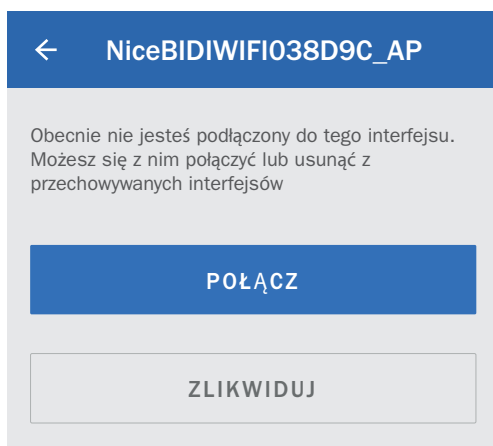 NiceBIDIWIFI038D9C_AP
Obecnie nie jesteś podłączony do tego interfejsu.
Możesz się z nim połączyć lub usunąć z
przechowywanych interfejsów
POŁĄCZ
ZLIKWIDUJ